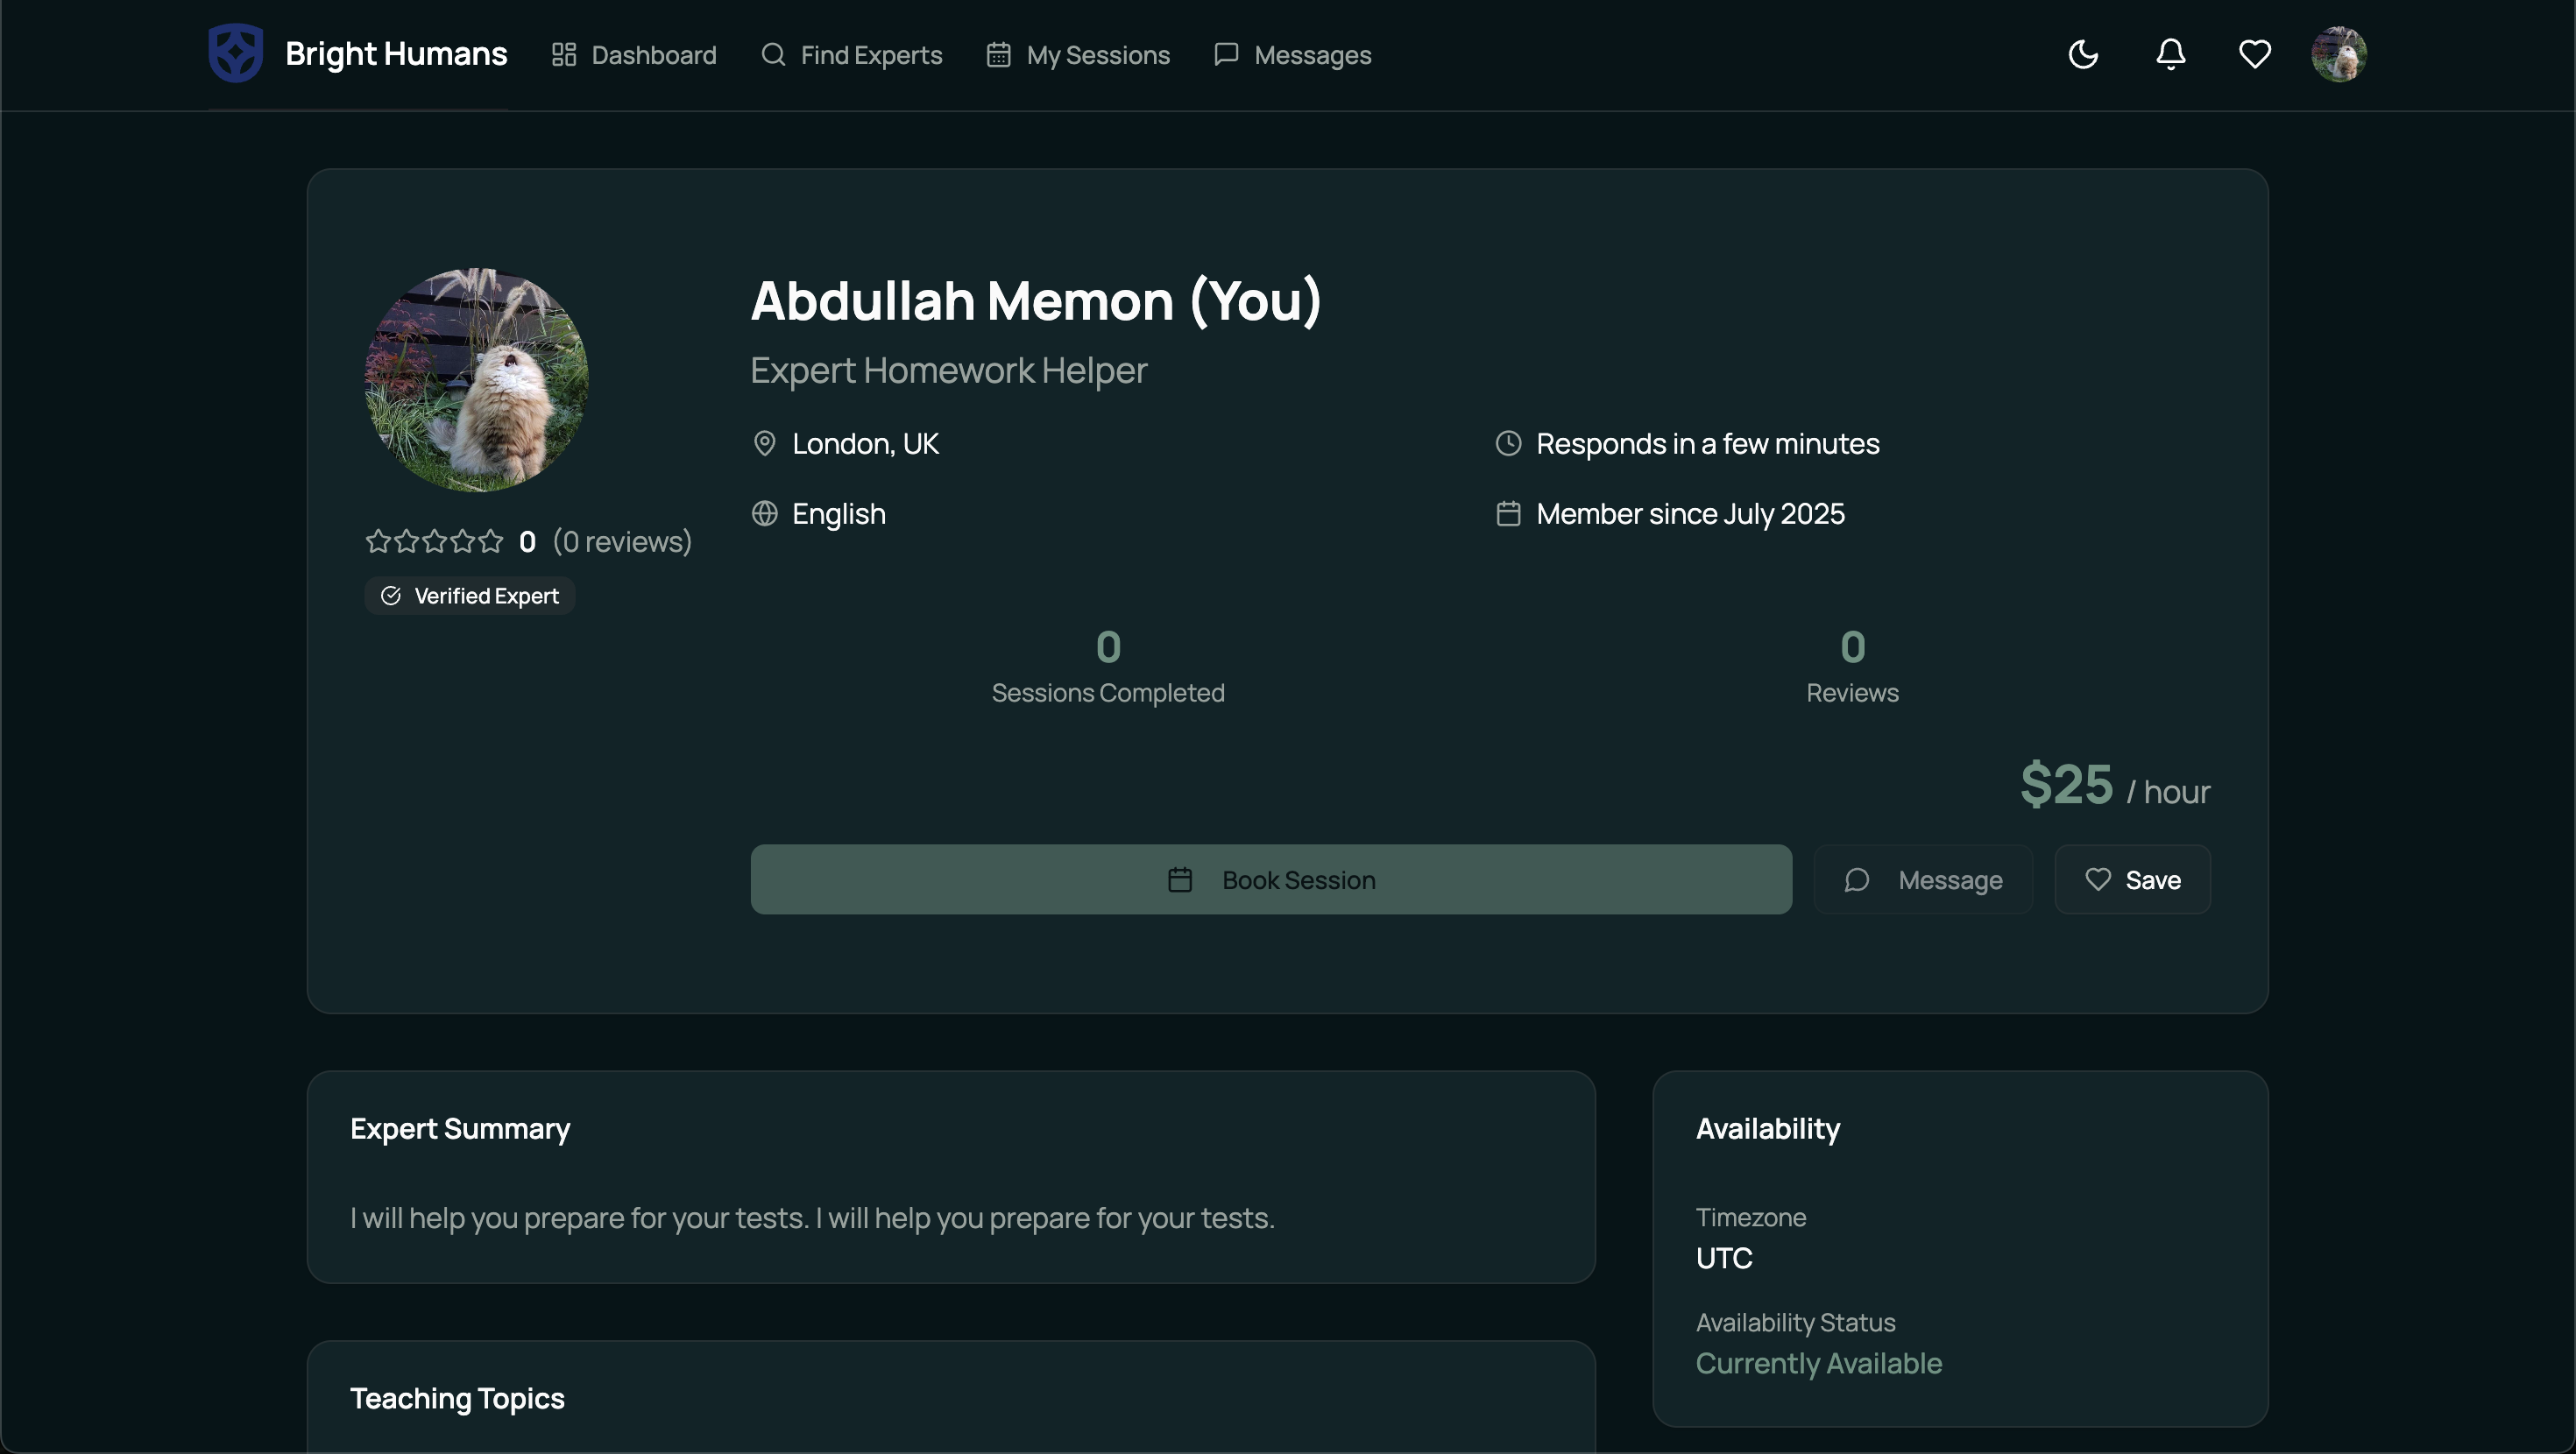 Bright Humans
Dashboard
Find Experts
My Sessions
Messages
Abdullah Memon (You)
Expert Homework Helper
London, UK
Responds in a few minutes
English
Member since July 2025
0 (0 reviews)
Verified Expert
0
Sessions Completed
0
Reviews
$25 / hour
Book Session
Message
Save
Expert Summary
I will help you prepare for your tests. I will help you prepare for your tests.
Teaching Topics
Availability
Timezone
UTC
Availability Status
Currently Available